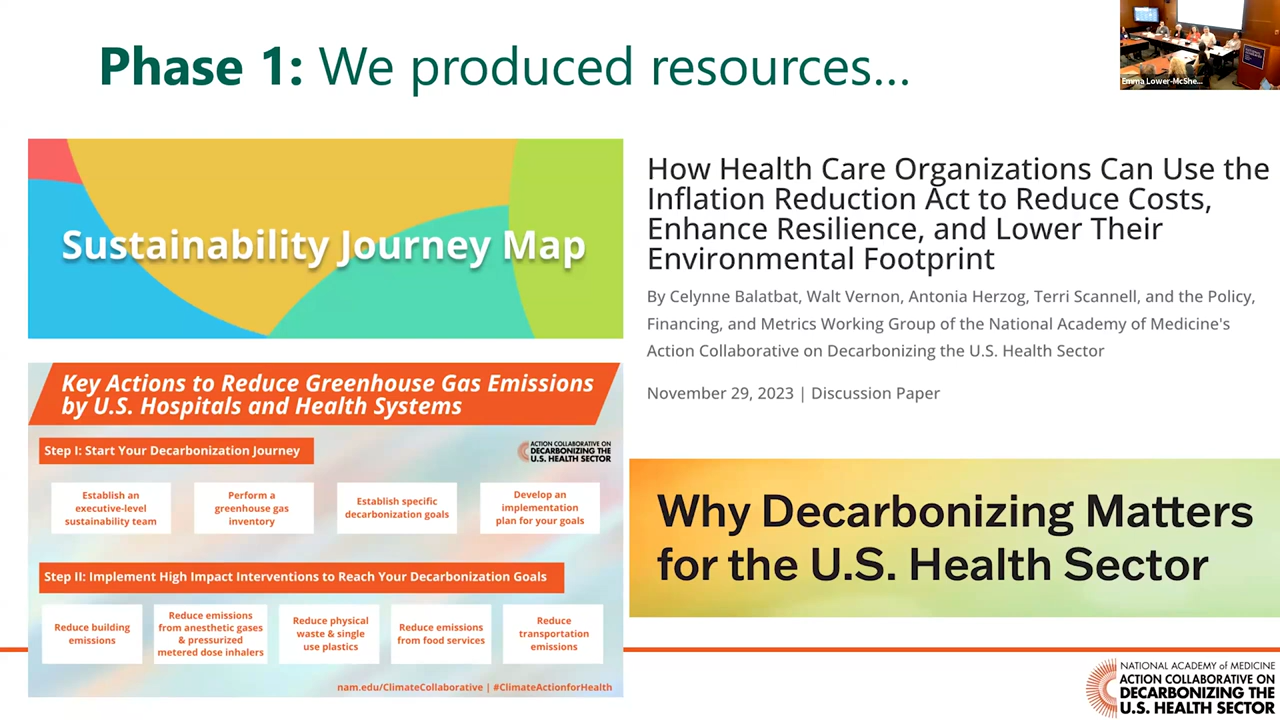 Phase 1: We produced resources...
Emma Lower-McShe...
Sustainability Journey Map
How Health Care Organizations Can Use the
Inflation Reduction Act to Reduce Costs,
Enhance Resilience, and Lower Their
Environmental Footprint
By Celynne Balatbat, Walt Vernon, Antonia Herzog, Terri Scannell, and the Policy,
Financing, and Metrics Working Group of the National Academy of Medicine's
Action Collaborative on Decarbonizing the U.S. Health Sector
November 29, 2023 | Discussion Paper
Key Actions to Reduce Greenhouse Gas Emissions
by U.S. Hospitals and Health Systems
Step I: Start Your Decarbonization Journey
ACTION COLLABORATIVE ON
DECARBONIZING THE
U.S. HEALTH SECTOR
Establish an
executive-level
sustainability team
Perform a
greenhouse gas
inventory
Establish specific
decarbonization goals
Develop an
implementation
plan for your goals
Step II: Implement High Impact Interventions to Reach Your Decarbonization Goals
Reduce building
emissions
Reduce emissions
from anesthetic gases
& pressurized
metered dose inhalers
Reduce physical
waste & single
use plastics
Reduce emissions
from food services
Reduce
transportation
emissions
nam.edu/ClimateCollaborative | #ClimateActionforHealth
Why Decarbonizing Matters
for the U.S. Health Sector
NATIONAL ACADEMY of MEDICINE
ACTION COLLABORATIVE ON
DECARBONIZING THE
U.S. HEALTH SECTOR